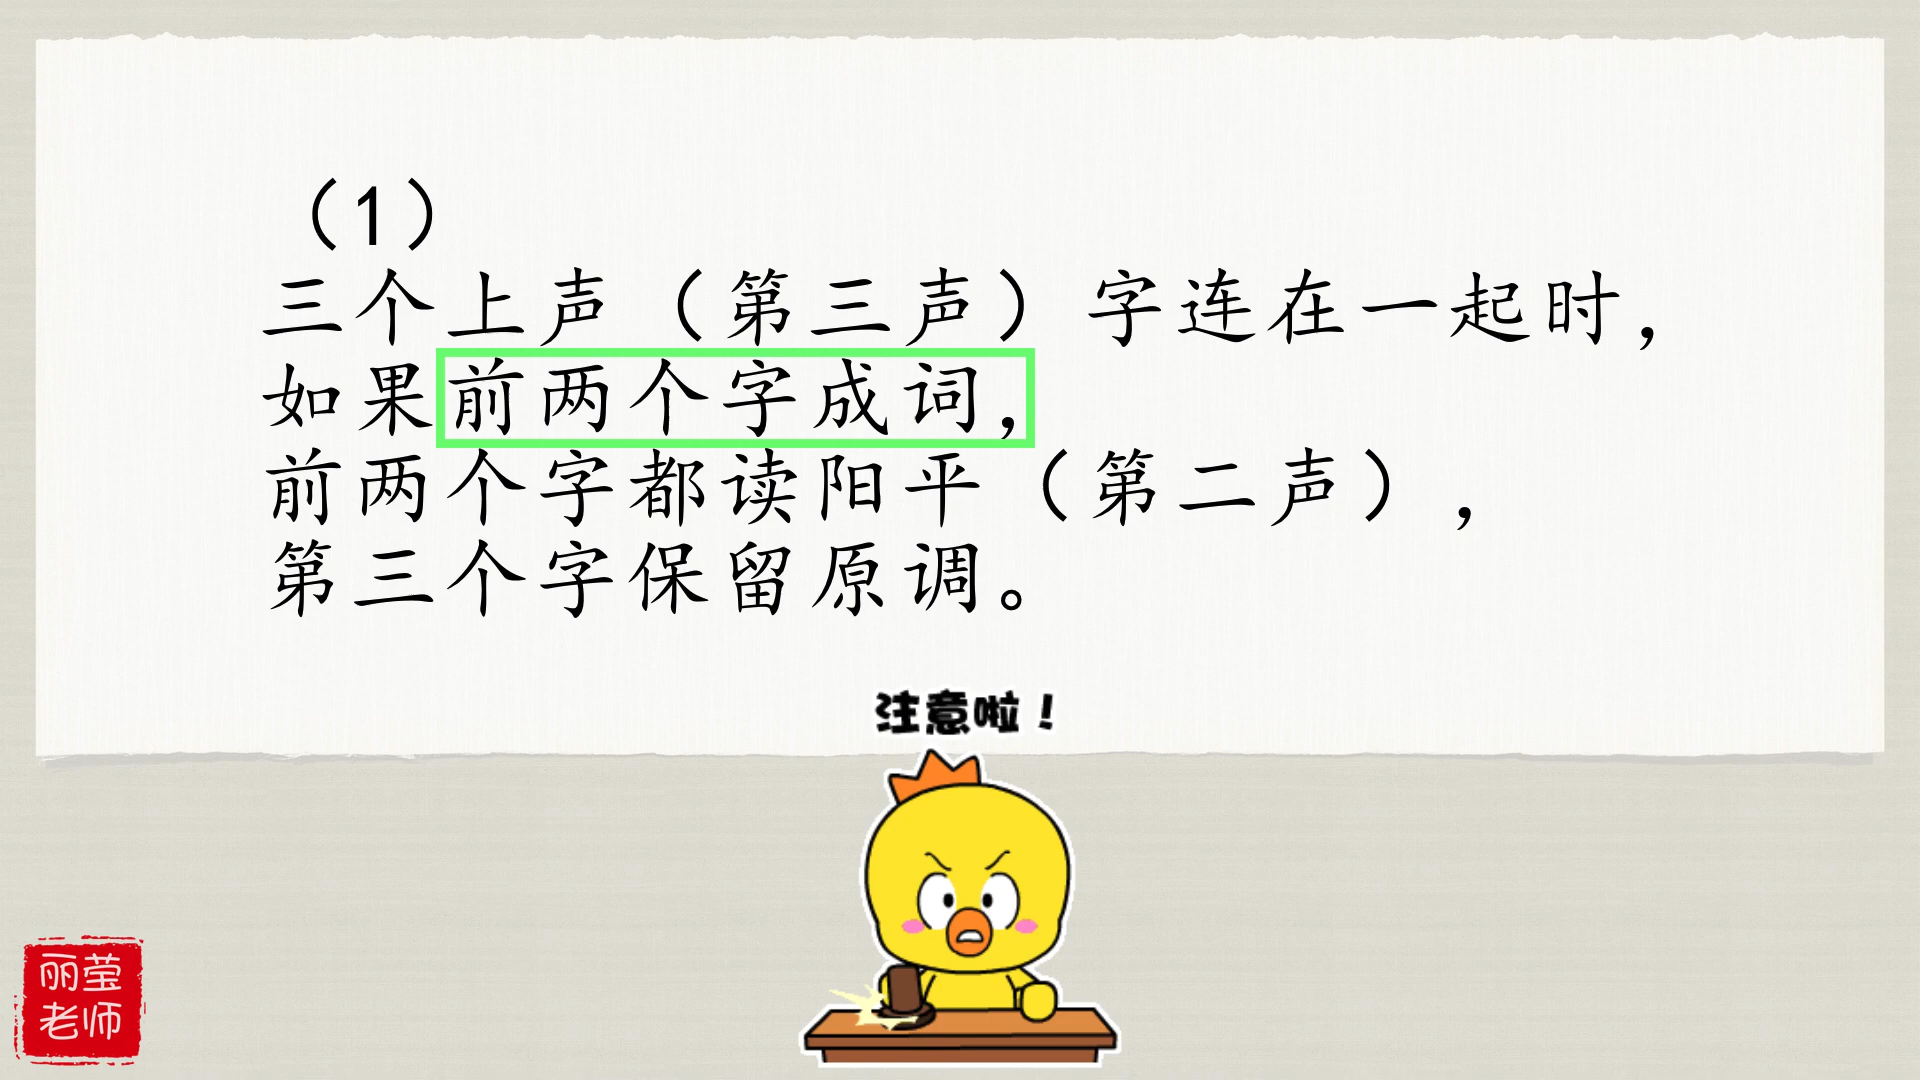 （1）
三个上声（第三声）字连在一起时，
如果前两个字成词，
前两个字都读阳平（第二声），
第三个字保留原调。
注意啦！
丽莹
老师